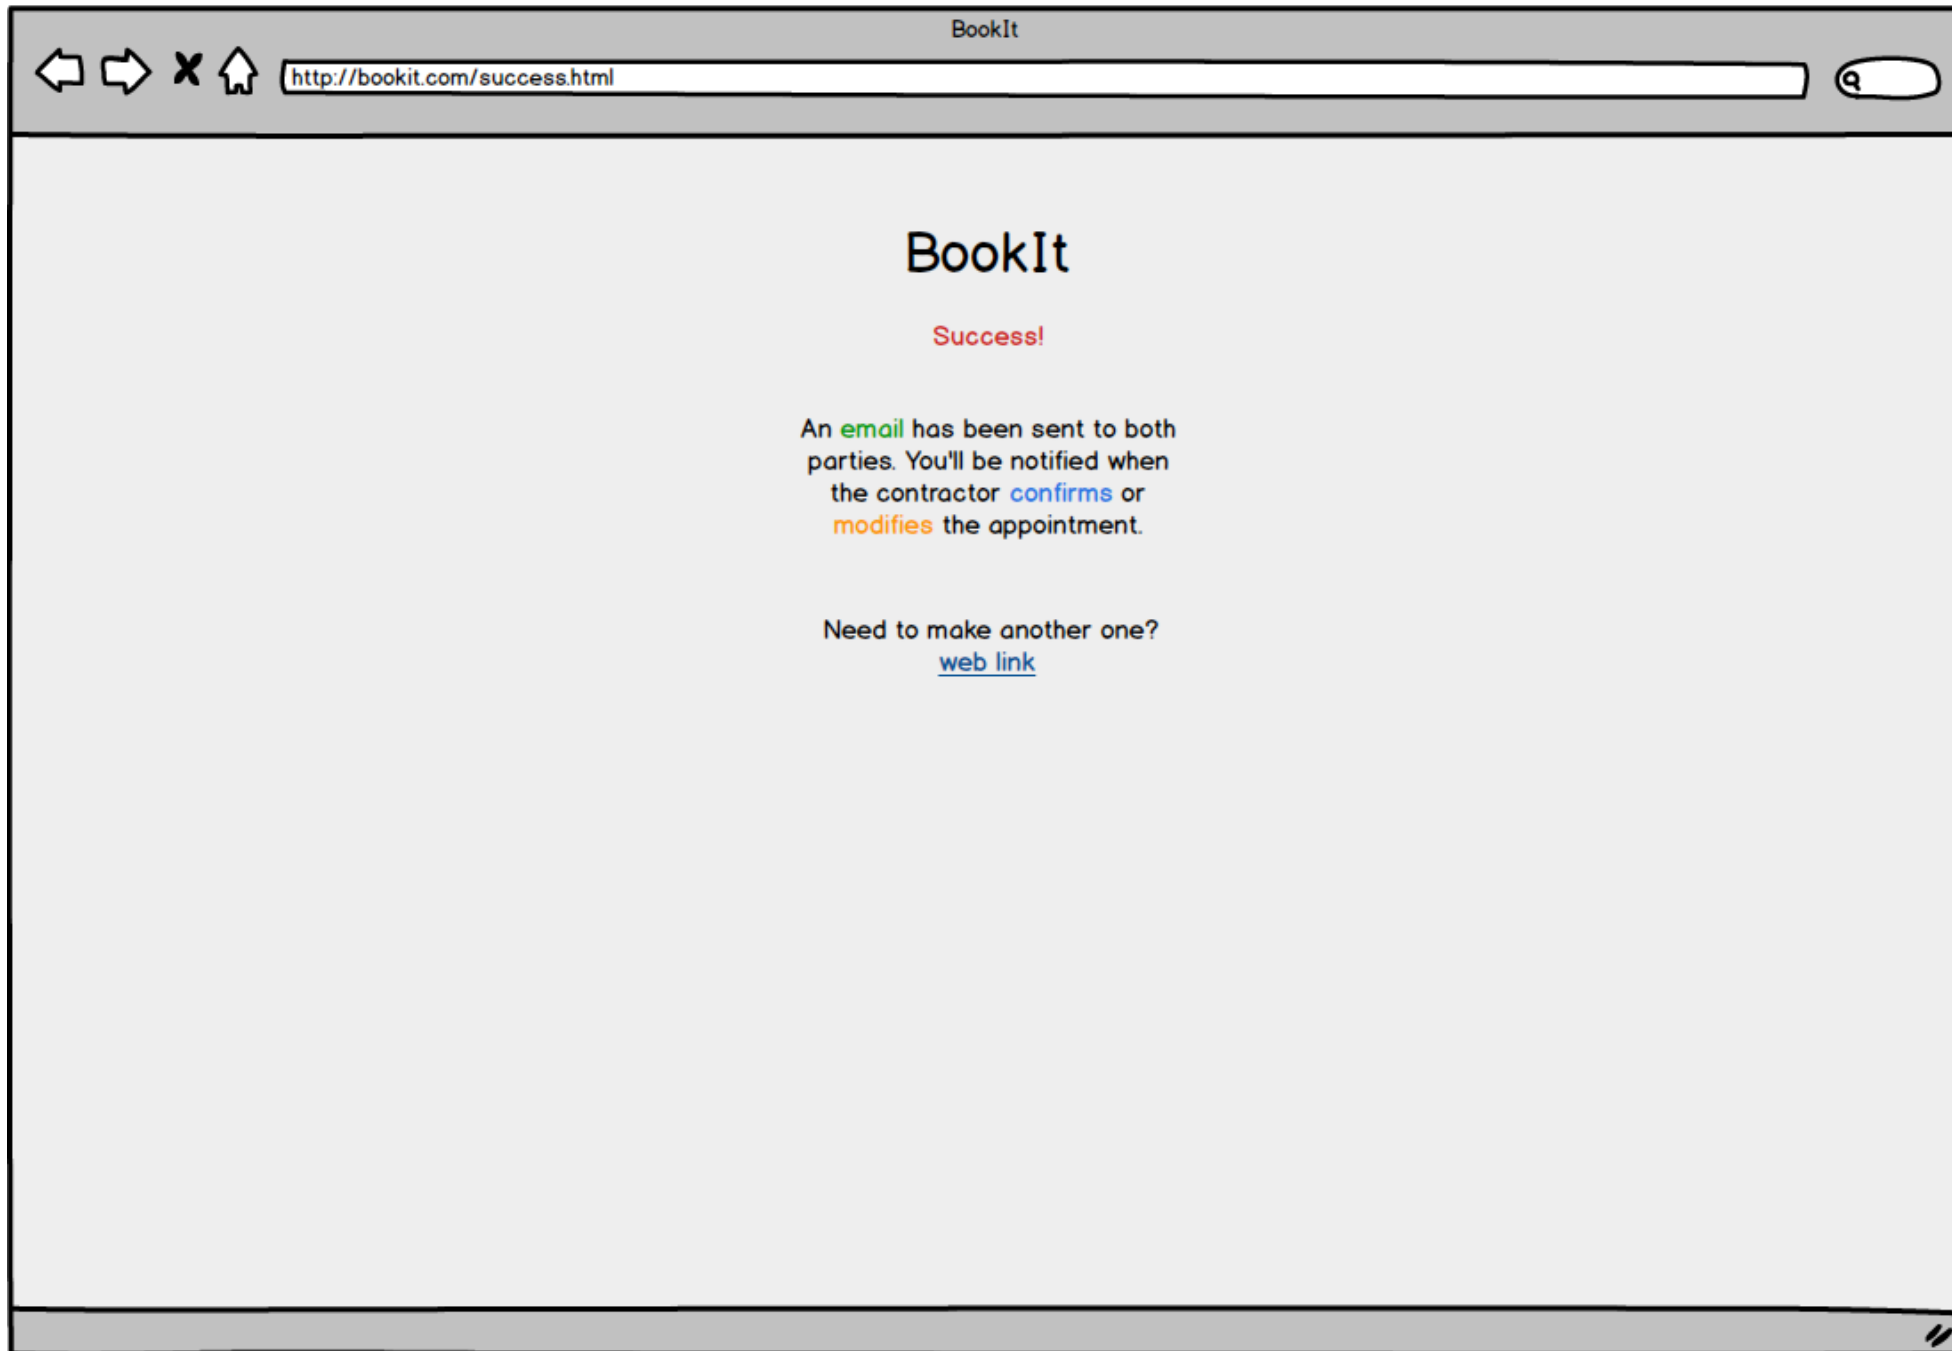 BookIt
http://bookit.com/success.html
BookIt
Success!
An email has been sent to both
parties. You'll be notified when
the contractor confirms or
modifies the appointment.
Need to make another one?
web link